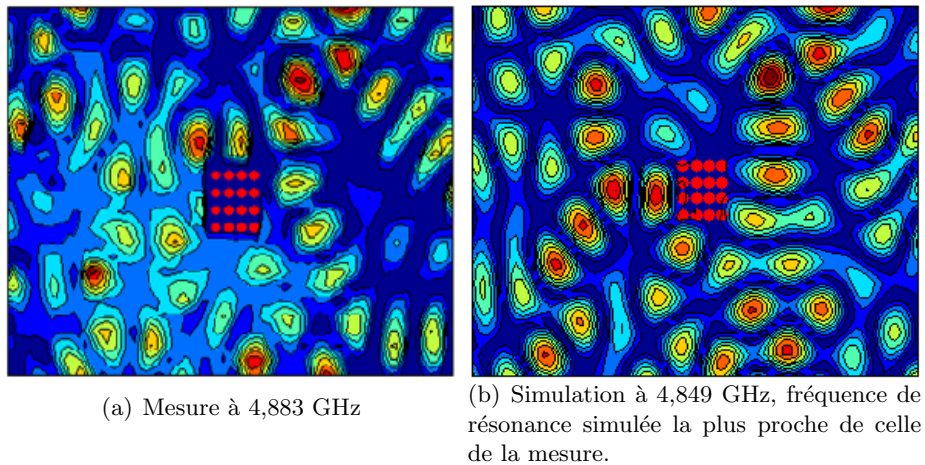 (a) Mesure à 4,883 GHz
(b) Simulation à 4,849 GHz, fréquence de
résonance simulée la plus proche de celle
de la mesure.